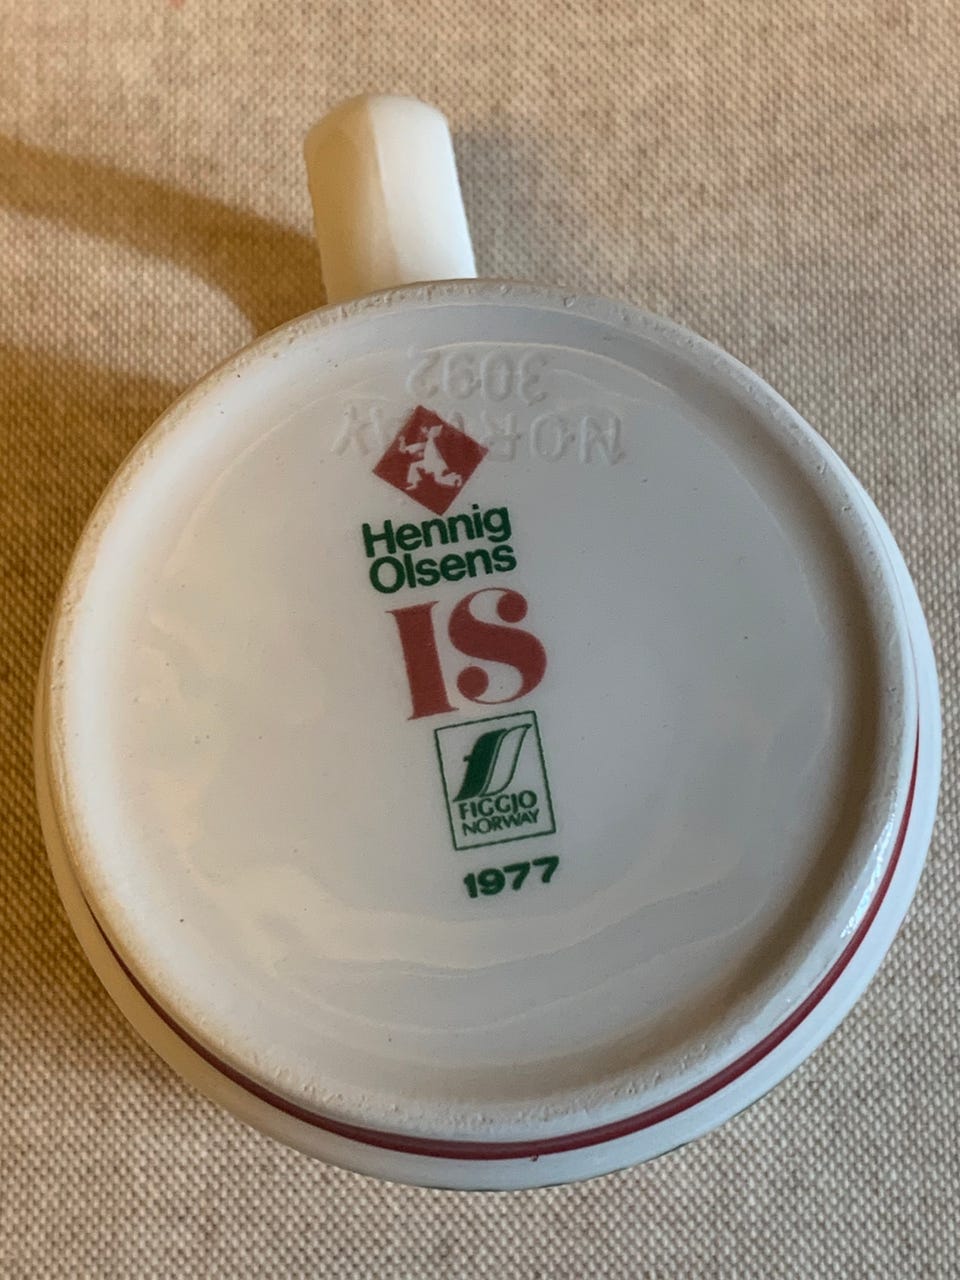 3092
NORWAY
Hennig
Olsens
IS
FIGGJO
NORWAY
1977